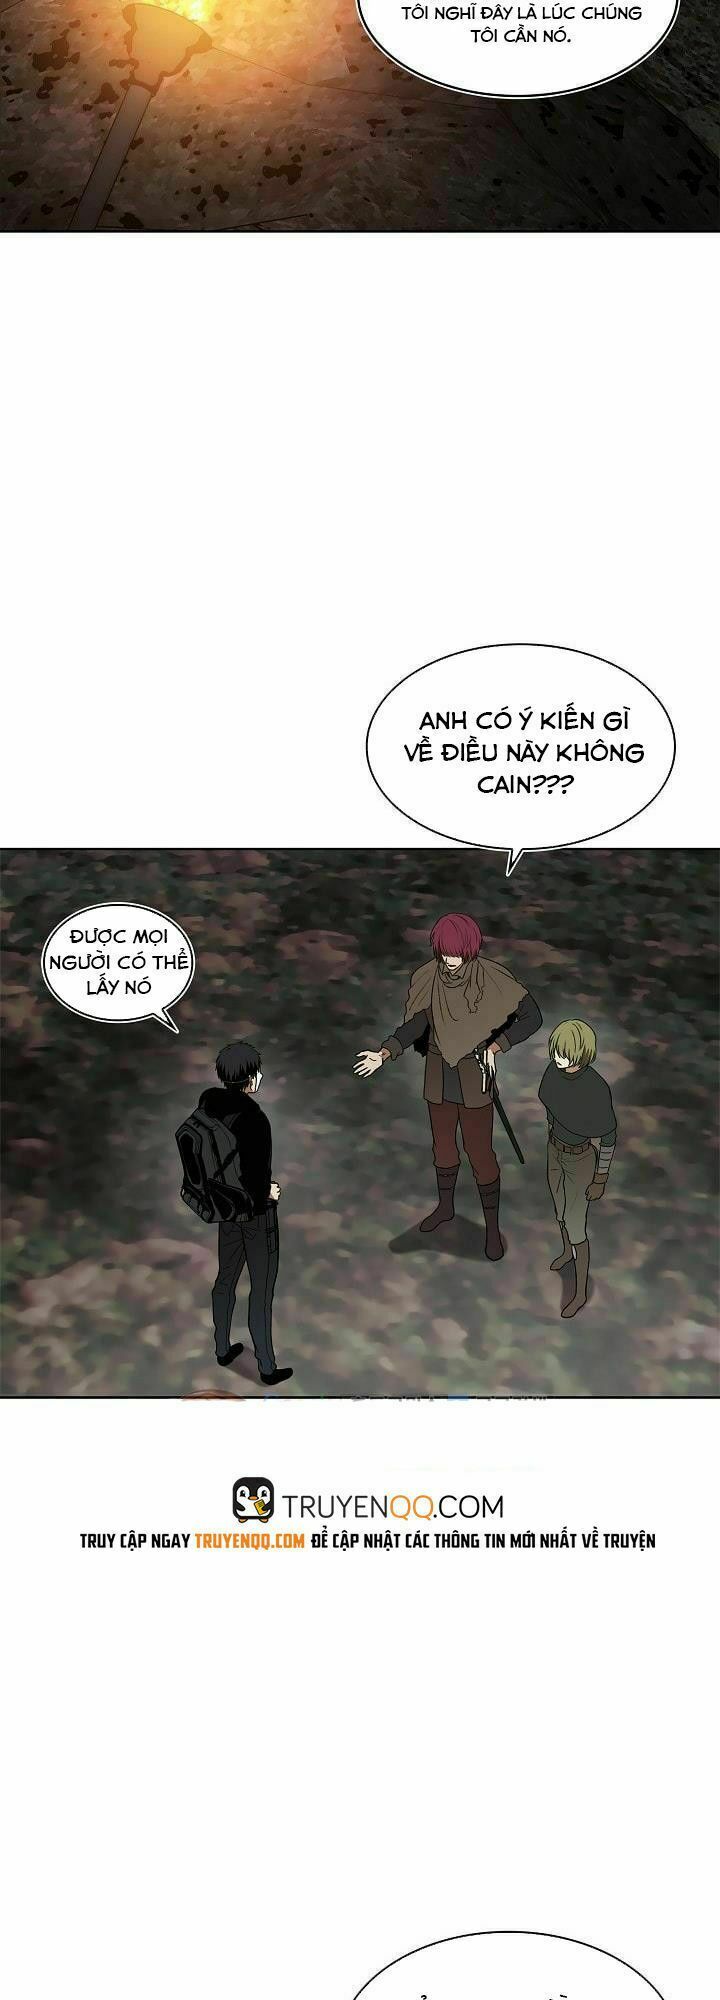 TÔI NGHĨ ĐÂY LÀ LÚC CHÚNG
TÔI CẦN NÓ.
ANH CÓ Ý KIẾN GÌ
VỀ ĐIỀU NÀY KHÔNG
CAIN???
ĐƯỢC MỌI
NGƯỜI CÓ THỂ
LẤY NÓ
TRUYENQQ.COM
TRUY CẬP NGAY TRUYENQQ.COM ĐỂ CẬP NHẬT CÁC THÔNG TIN MỚI NHẤT VỀ TRUYỆN